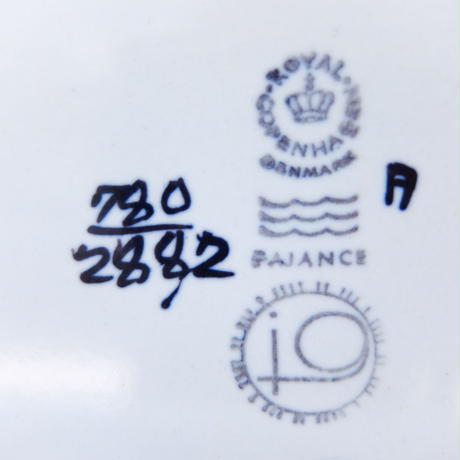 ROYAL COPENHAGEN
DENMARK
A
780
2882
FAJANCE